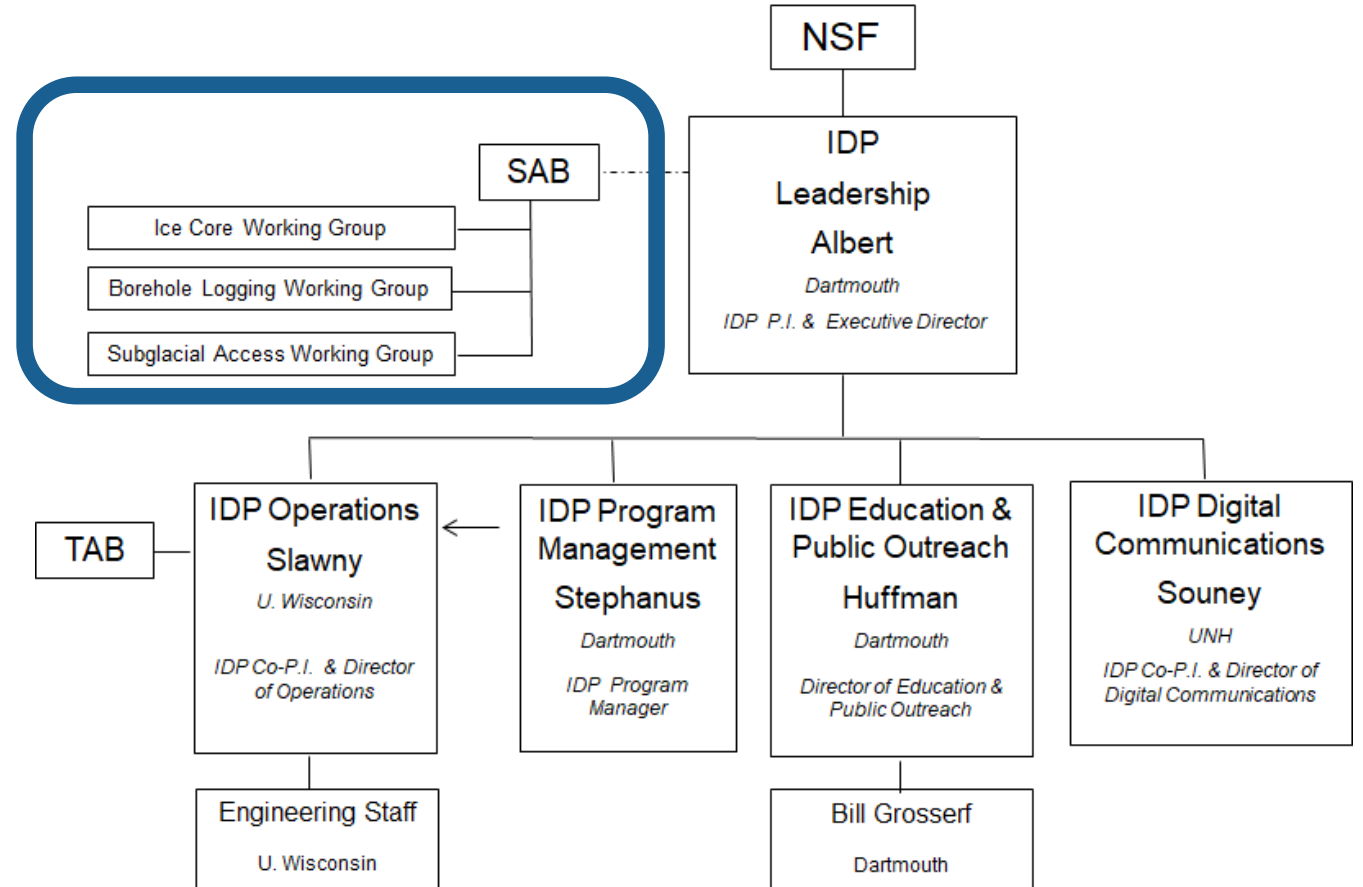 NSF
IDP
Leadership
Albert
Dartmouth
IDP P.I. & Executive Director
SAB
Ice Core Working Group
Borehole Logging Working Group
Subglacial Access Working Group
TAB
IDP Operations
Slawny
U. Wisconsin
IDP Co-P.I. & Director
of Operations
IDP Program
Management
Stephanus
Dartmouth
IDP Program
Manager
IDP Education &
Public Outreach
Huffman
Dartmouth
Director of Education &
Public Outreach
IDP Digital
Communications
Souney
UNH
IDP Co-P.I. & Director of
Digital Communications
Engineering Staff
U. Wisconsin
Bill Grosserf
Dartmouth